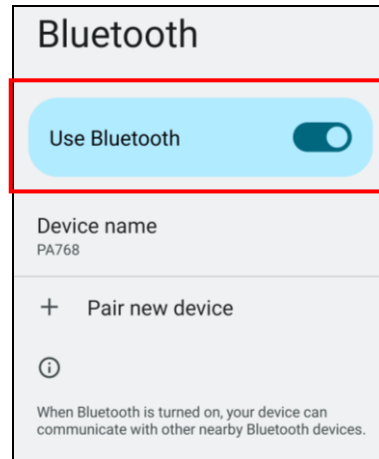 Bluetooth
Use Bluetooth
Device name
PA768
+ Pair new device
When Bluetooth is turned on, your device can
communicate with other nearby Bluetooth devices.